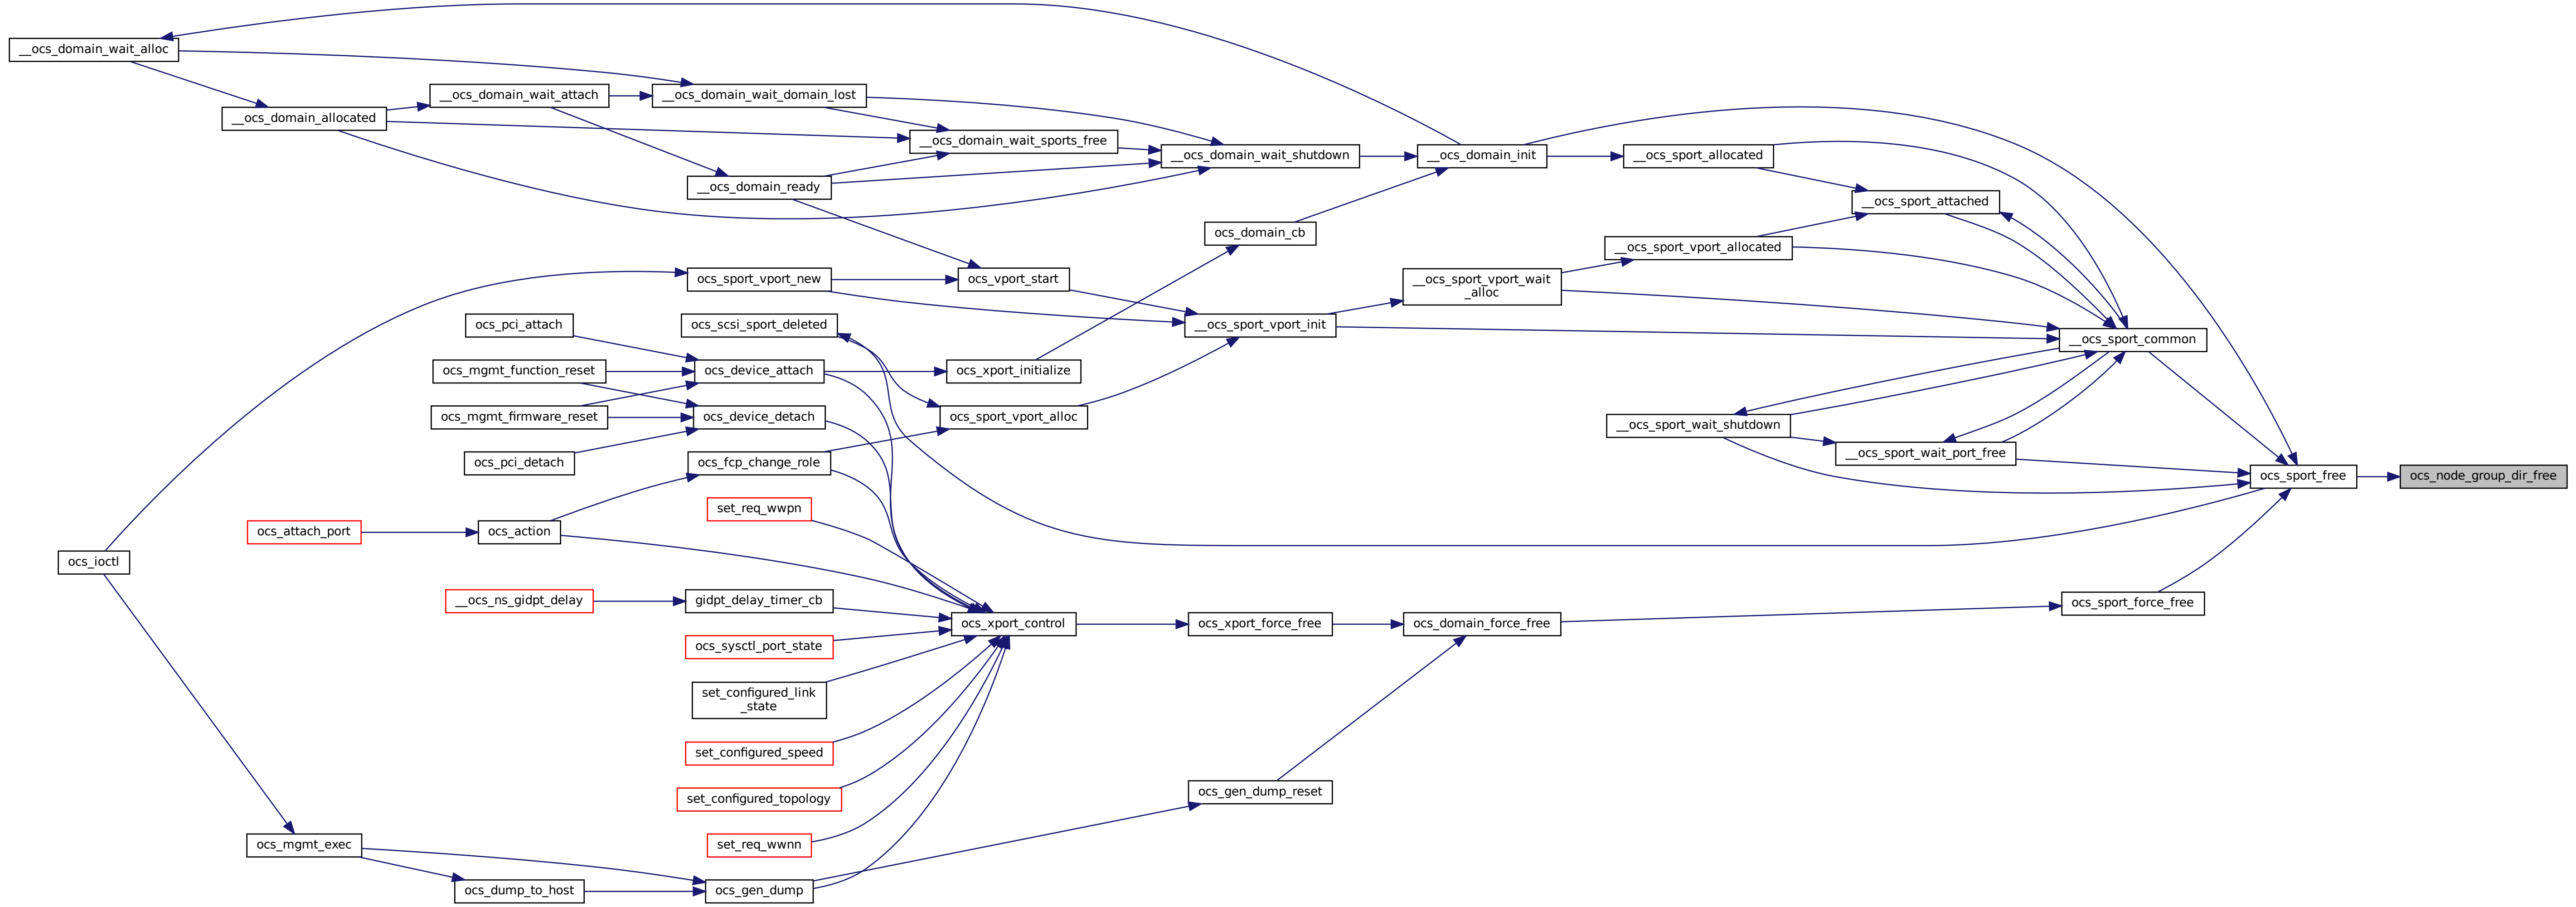 __ocs_domain_wait_alloc
__ocs_domain_wait_attach
__ocs_domain_wait_domain_lost
__ocs_domain_allocated
__ocs_domain_wait_sports_free
__ocs_domain_wait_shutdown
__ocs_domain_init
__ocs_sport_allocated
__ocs_domain_ready
__ocs_sport_attached
ocs_domain_cb
__ocs_sport_vport_allocated
ocs_sport_vport_new
ocs_vport_start
__ocs_sport_vport_wait
_alloc
ocs_pci_attach
ocs_scsi_sport_deleted
__ocs_sport_vport_init
__ocs_sport_common
ocs_mgmt_function_reset
ocs_device_attach
ocs_xport_initialize
ocs_mgmt_firmware_reset
ocs_device_detach
ocs_sport_vport_alloc
__ocs_sport_wait_shutdown
__ocs_sport_wait_port_free
ocs_pci_detach
ocs_fcp_change_role
ocs_sport_free
ocs_node_group_dir_free
set_req_wwpn
ocs_attach_port
ocs_action
ocs_ioctl
__ocs_ns_gidpt_delay
gidpt_delay_timer_cb
ocs_sport_force_free
ocs_xport_control
ocs_xport_force_free
ocs_domain_force_free
ocs_sysctl_port_state
set_configured_link
_state
set_configured_speed
set_configured_topology
ocs_gen_dump_reset
ocs_mgmt_exec
set_req_wwnn
ocs_dump_to_host
ocs_gen_dump